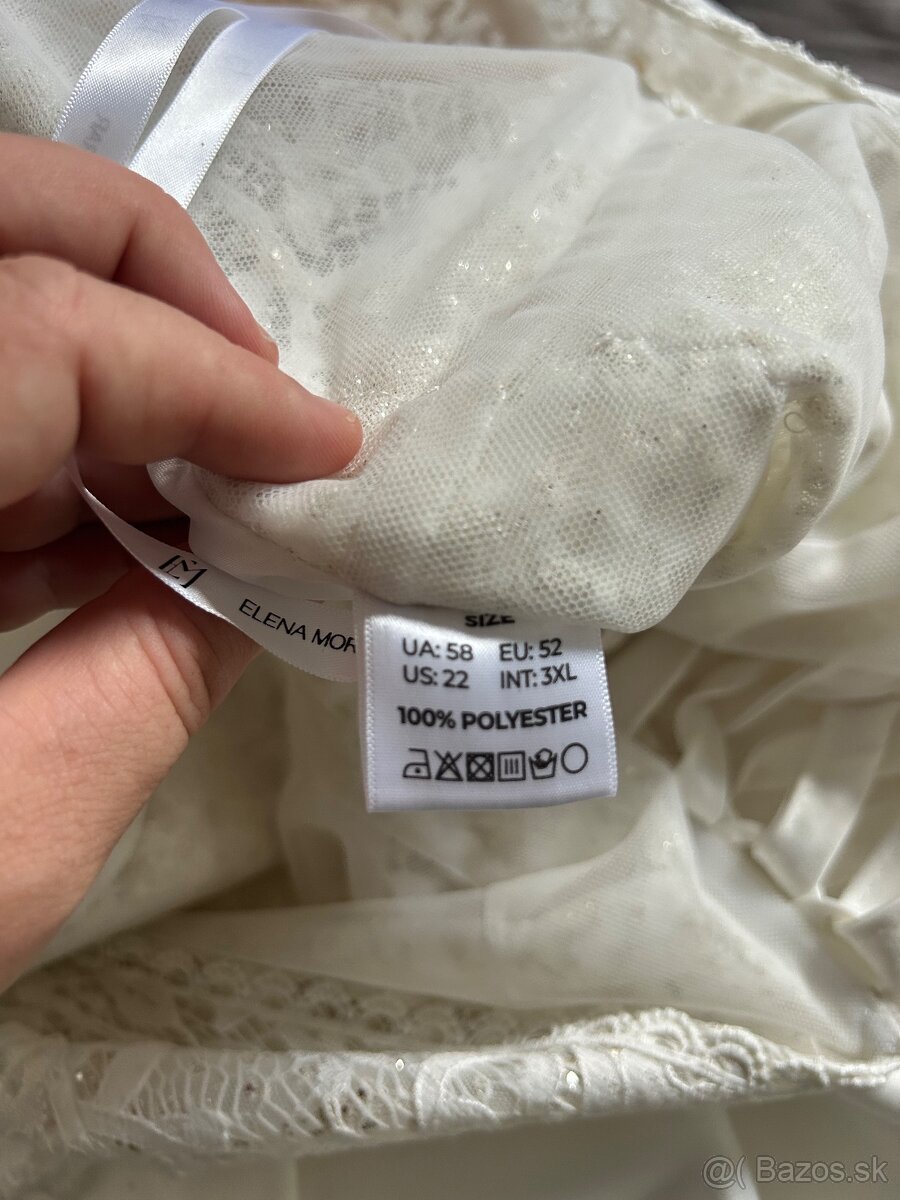 ELENA MOR
SIZE
UA: 58 EU: 52
US: 22 INT: 3XL
100% POLYESTER
@( Bazos.sk